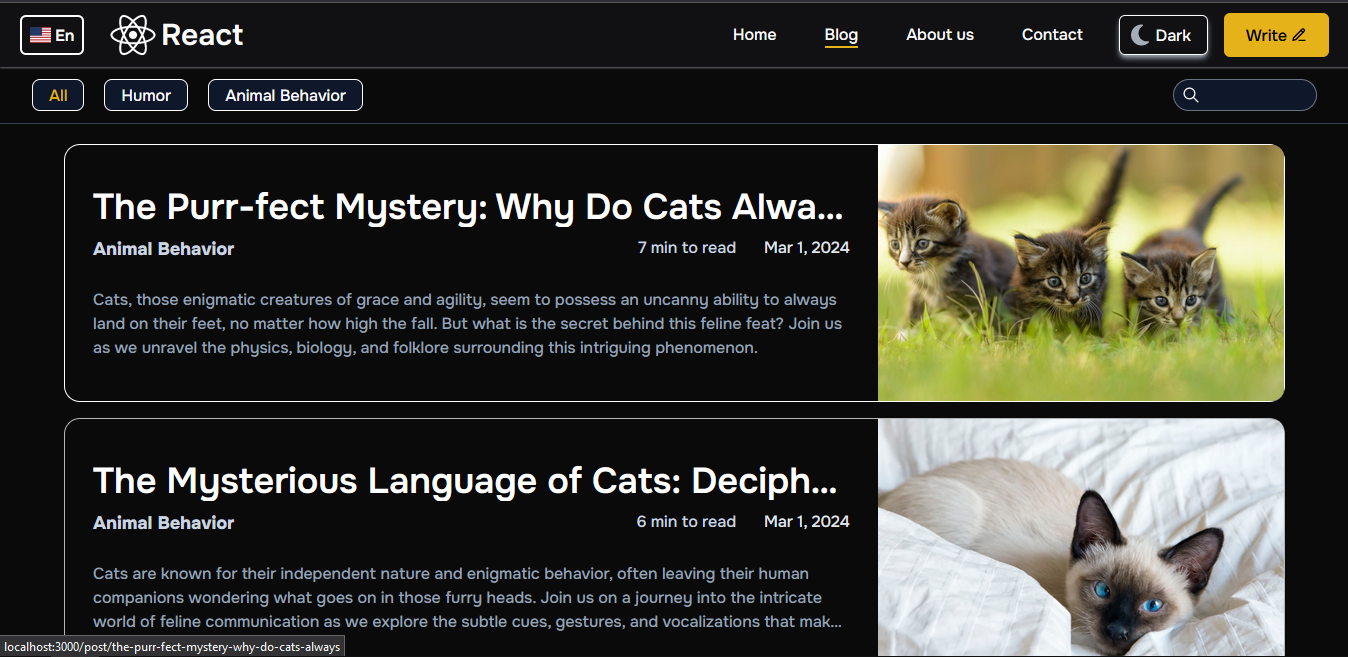 En
React
Home
Blog
About us
Contact
Dark
Write
All
Humor
Animal Behavior
The Purr-fect Mystery: Why Do Cats Alwa...
Animal Behavior
7 min to read
Mar 1, 2024
Cats, those enigmatic creatures of grace and agility, seem to possess an uncanny ability to always
land on their feet, no matter how high the fall. But what is the secret behind this feline feat? Join us
as we unravel the physics, biology, and folklore surrounding this intriguing phenomenon.
The Mysterious Language of Cats: Deciph...
Animal Behavior
6 min to read
Mar 1, 2024
Cats are known for their independent nature and enigmatic behavior, often leaving their human
companions wondering what goes on in those furry heads. Join us on a journey into the intricate
world of feline communication as we explore the subtle cues, gestures, and vocalizations that mak...
localhost:3000/post/the-purr-fect-mystery-why-do-cats-always